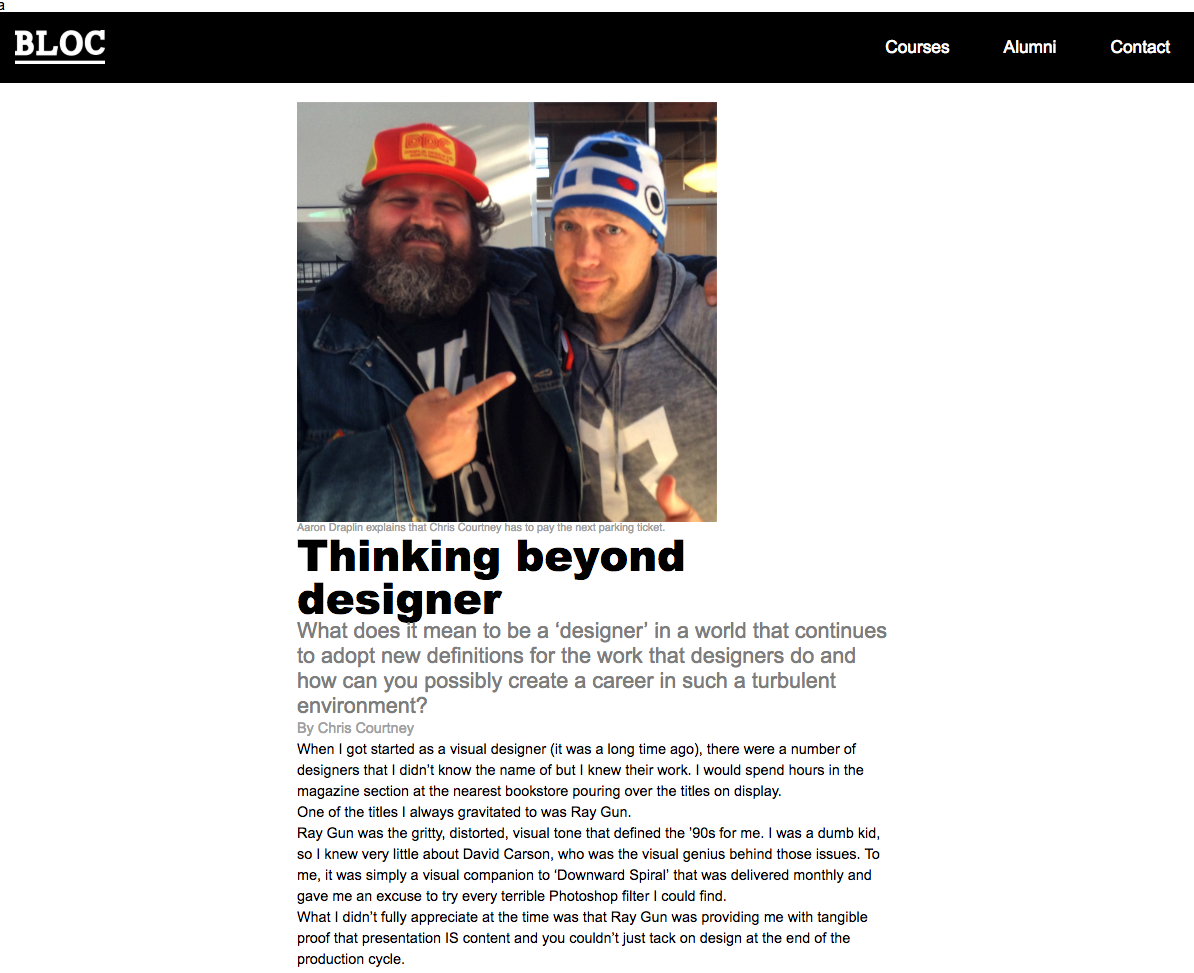 a
BLOC
Courses Alumni Contact
DDC
Aaron Draplin explains that Chris Courtney has to pay the next parking ticket.
Thinking beyond
designer
What does it mean to be a ‘designer’ in a world that continues
to adopt new definitions for the work that designers do and
how can you possibly create a career in such a turbulent
environment?
By Chris Courtney
When I got started as a visual designer (it was a long time ago), there were a number of
designers that I didn’t know the name of but I knew their work. I would spend hours in the
magazine section at the nearest bookstore pouring over the titles on display.
One of the titles I always gravitated to was Ray Gun.
Ray Gun was the gritty, distorted, visual tone that defined the ’90s for me. I was a dumb kid,
so I knew very little about David Carson, who was the visual genius behind those issues. To
me, it was simply a visual companion to ‘Downward Spiral’ that was delivered monthly and
gave me an excuse to try every terrible Photoshop filter I could find.
What I didn’t fully appreciate at the time was that Ray Gun was providing me with tangible
proof that presentation IS content and you couldn’t just tack on design at the end of the
production cycle.